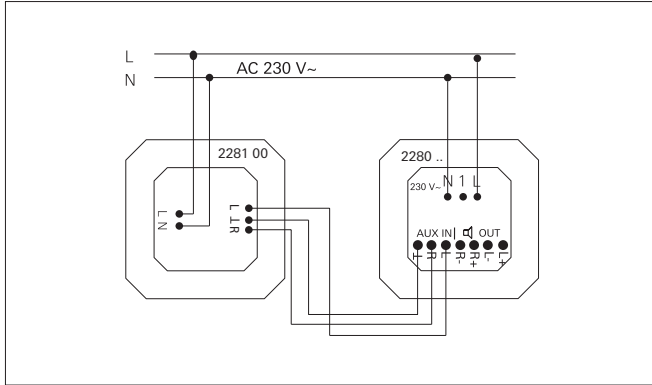 L
AC 230 V~
N
2281 00
2280 ..
230 V~ N 1 L
L
N
L
⊥
R
AUX IN OUT
⊥ R L R- R+ L- L+